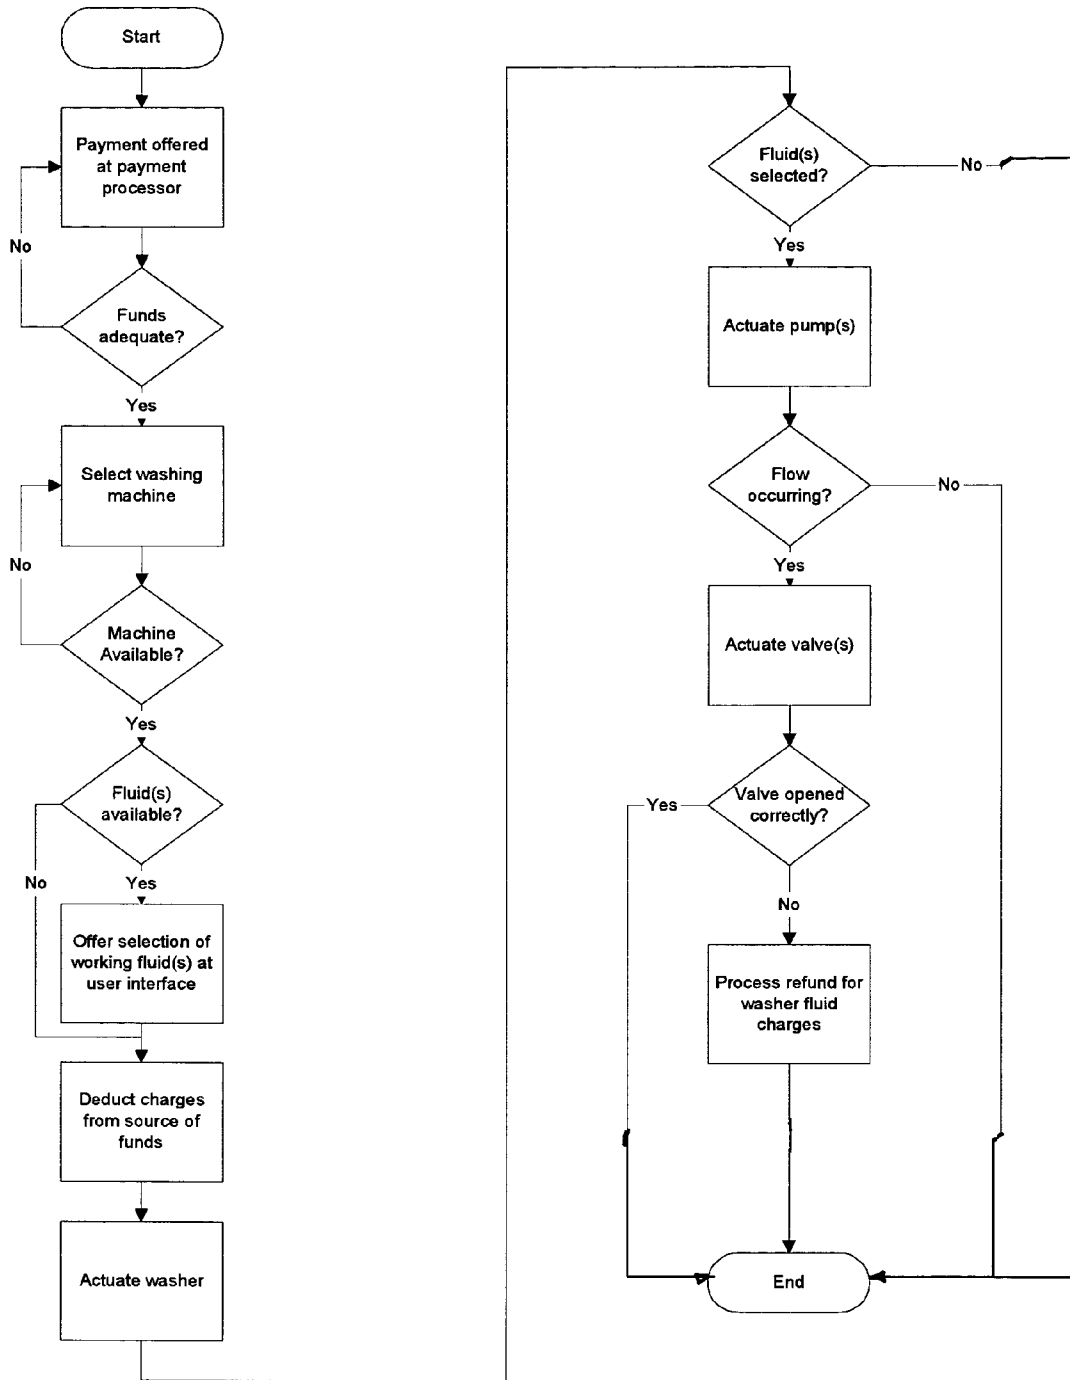 Start
Payment offered
at payment
processor
No
Funds
adequate?
Yes
Select washing
machine
No
Machine
Available?
Yes
Fluid(s)
available?
No
Yes
Offer selection of
working fluid(s) at
user interface
Deduct charges
from source of
funds
Actuate washer
Fluid(s)
selected?
No
Yes
Actuate pump(s)
Flow
occurring?
No
Yes
Actuate valve(s)
Valve opened
correctly?
Yes
No
Process refund for
washer fluid
charges
End